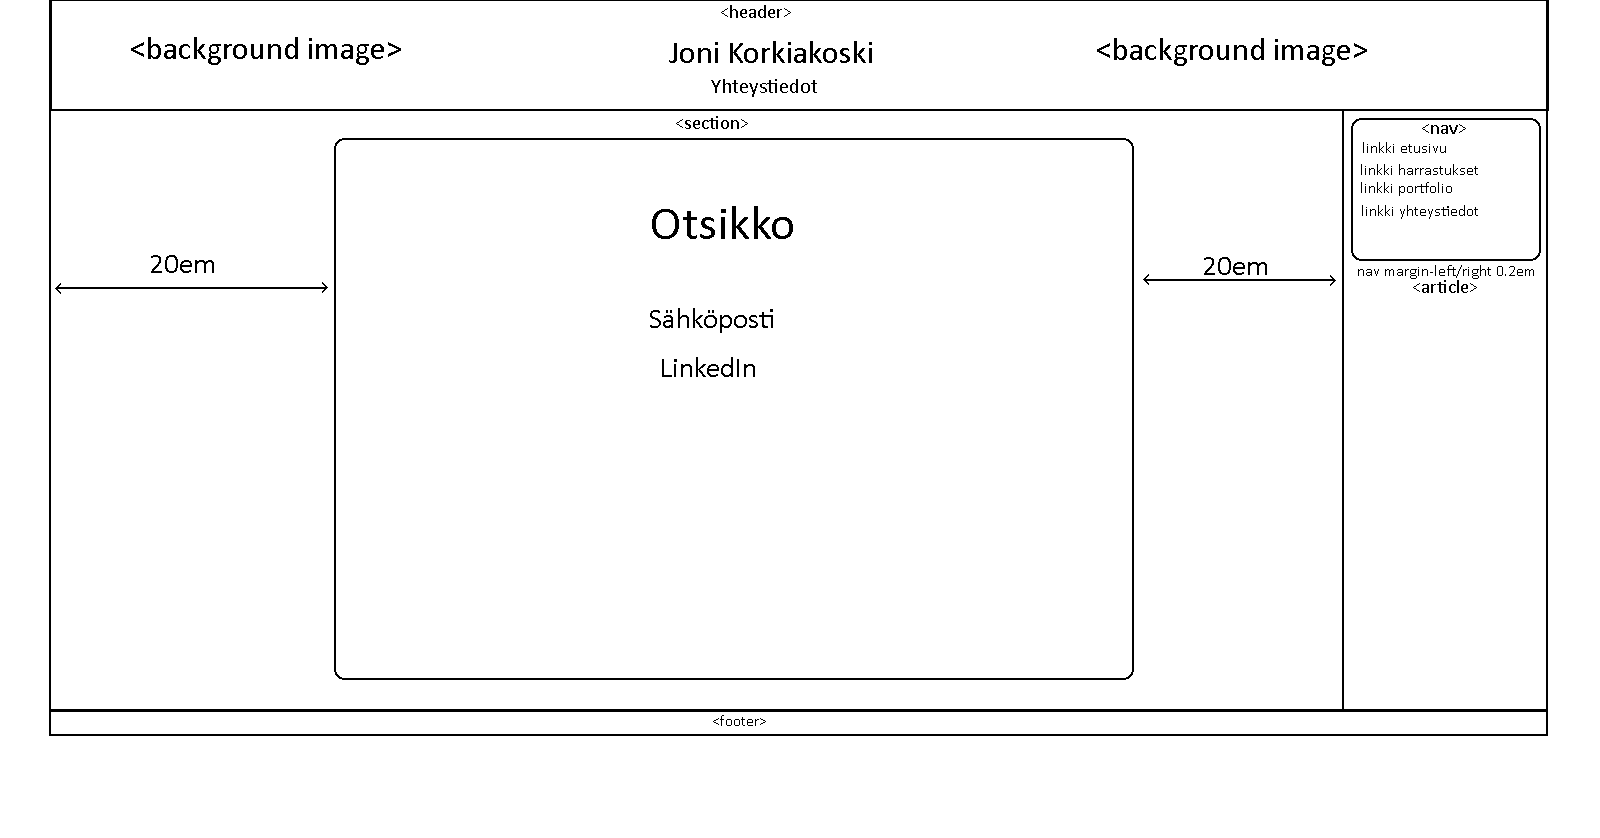 <header>
<background image>
Joni Korkiakoski
<background image>
Yhteystiedot
<section>
Otsikko
20em
Sähköposti
LinkedIn
20em
<nav>
linkki etusivu
linkki harrastukset
linkki portfolio
linkki yhteystiedot
nav margin-left/right 0.2em
<article>
<footer>